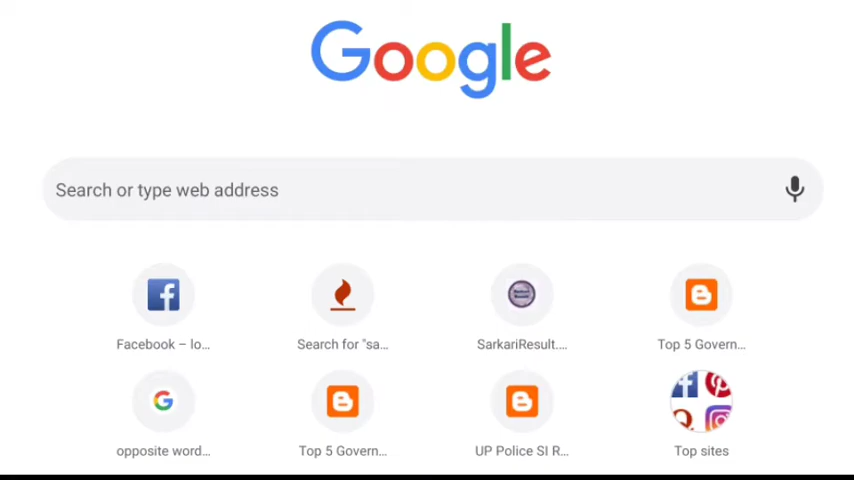 Google
Search or type web address
Facebook – lo...
Search for "sa...
SarkariResult....
Top 5 Govern...
opposite word...
Top 5 Govern...
UP Police SI R...
Top sites